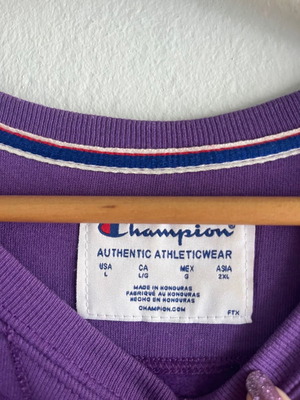 Champion
AUTHENTIC ATHLETICWEAR
USA CA MEX ASIA
L L/G G 2XL
MADE IN HONDURAS
FABRIQUÉ AU HONDURAS
HECHO EN HONDURAS
CHAMPION.COM
FTX